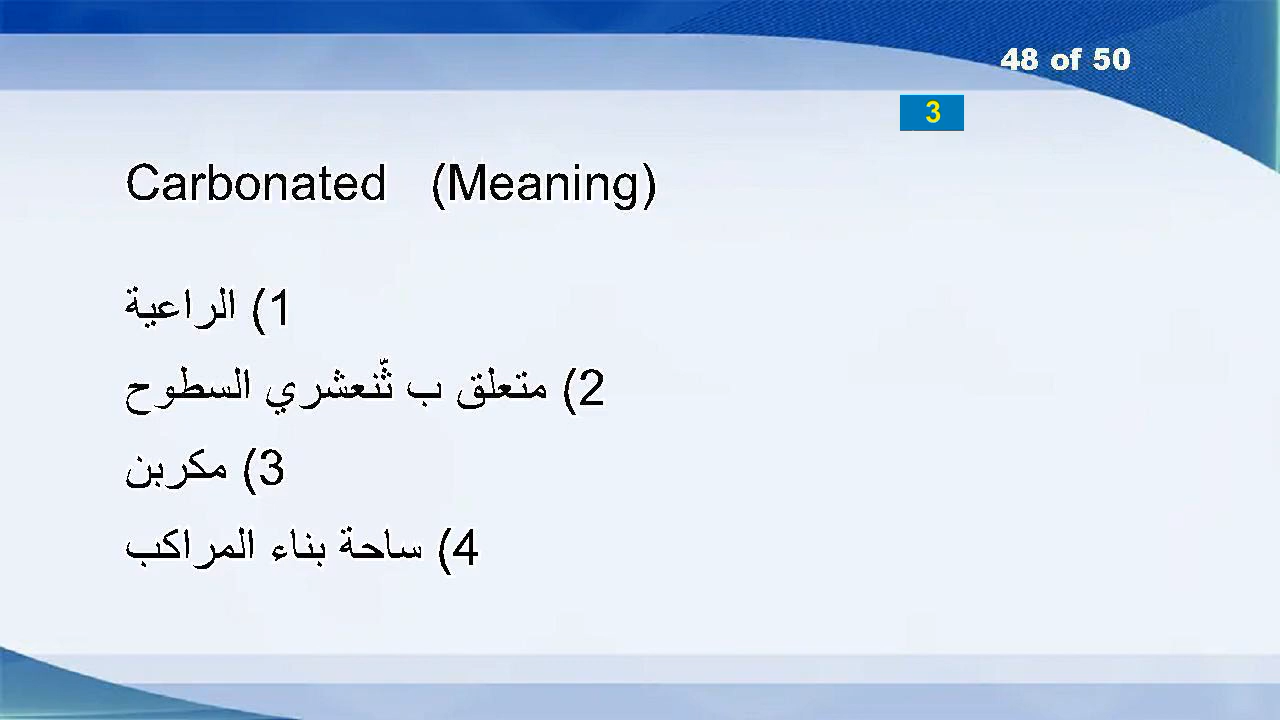 48 of 50
3
Carbonated (Meaning)
1) الراعية
2) متعلق ب ثّنعشري السطوح
3) مكربن
4) ساحة بناء المراكب